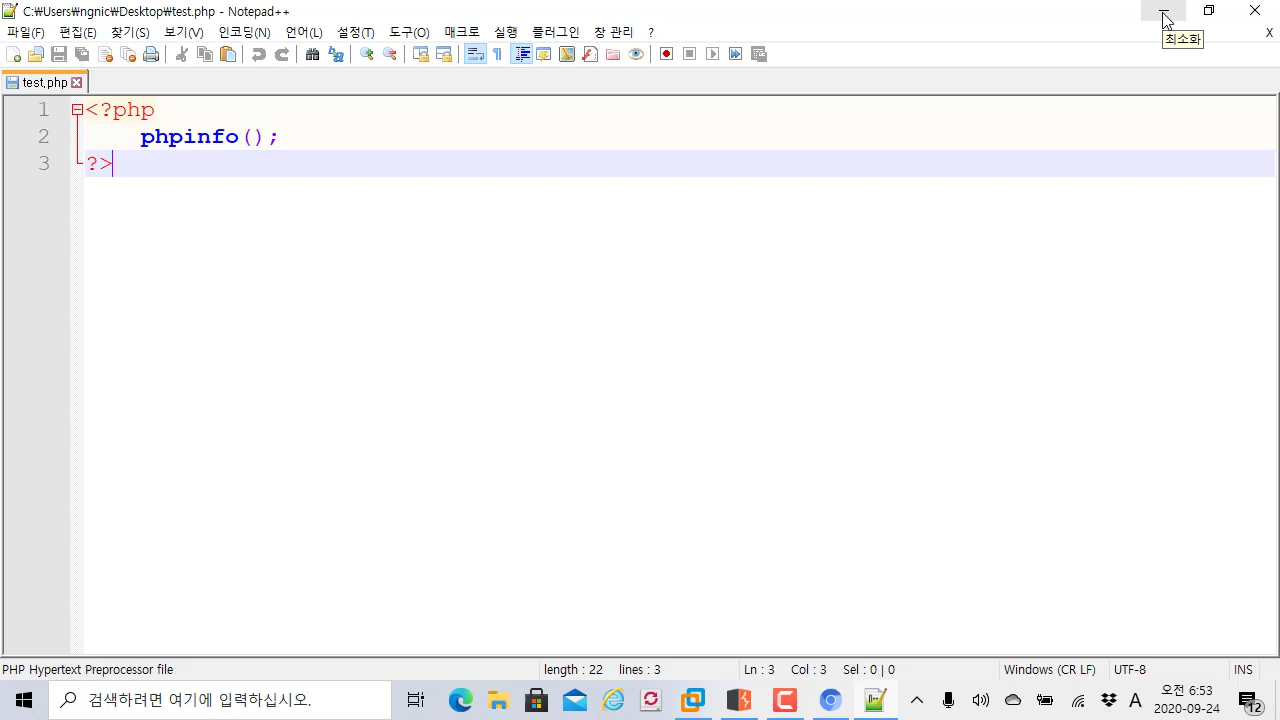 C:₩Users₩ngnic₩Desktop₩test.php - Notepad++
최소화
파일(F) 편집(E) 찾기(S) 보기(V) 인코딩(N) 언어(L) 설정(T) 도구(O) 매크로 실행 플러그인 창 관리 ? X
test.php
1 <?php
2 phpinfo();
3 ?>
PHP Hypertext Preprocessor file length : 22 lines : 3 Ln : 3 Col : 3 Sel : 0 | 0 Windows (CR LF) UTF-8 INS
검색하려면 여기에 입력하십시오. A 오전 6:53
2020-09-24 12